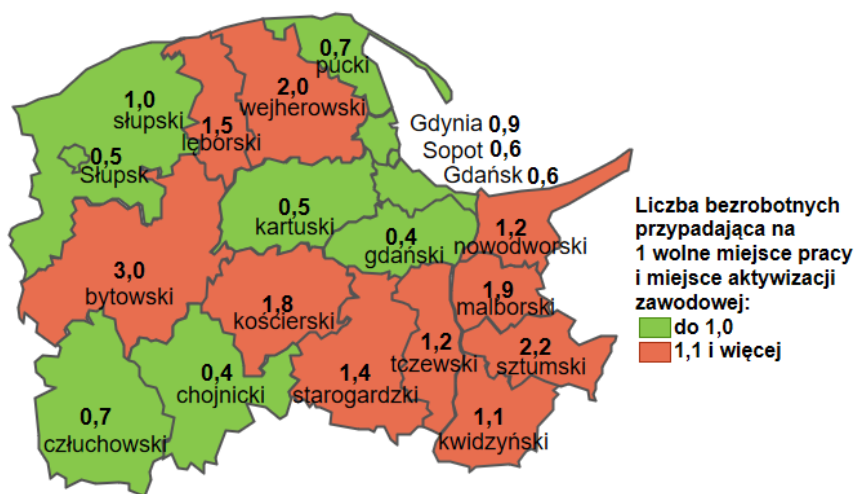 0,7
pucki
2,0
wejherowski
1,0
słupski
1,5
lęborski
Gdynia 0,9
Sopot 0,6
Gdańsk 0,6
0,5
Słupsk
0,5
kartuski
0,4
gdański
1,2
nowodworski
3,0
bytowski
1,8
kościerski
1,9
malborski
1,2
tczewski
2,2
sztumski
0,4
chojnicki
1,4
starogardzki
0,7
człuchowski
1,1
kwidzyński
Liczba bezrobotnych
przypadająca na
1 wolne miejsce pracy
i miejsce aktywizacji
zawodowej:
do 1,0
1,1 i więcej